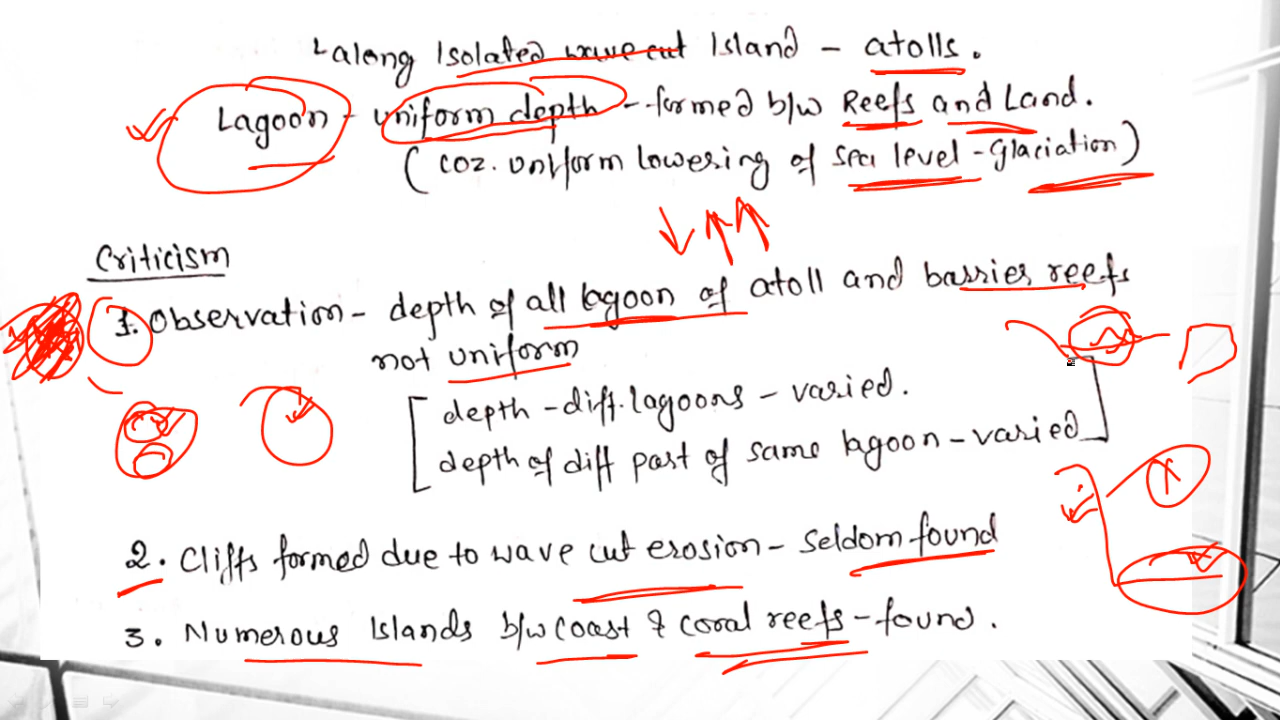 along Isolated wave cut Island - atolls.
Lagoon - uniform depth - formed b/w Reefs and Land.
( coz. uniform lowering of sea level - Glaciation )
Criticism
1. Observation - depth of all lagoon of atoll and barrier reefs
not uniform
depth - diff. lagoons - varied.
depth of diff part of same lagoon - varied
2. Cliffs formed due to wave cut erosion - seldom found
3. Numerous Islands b/w coast & coral reefs - found.